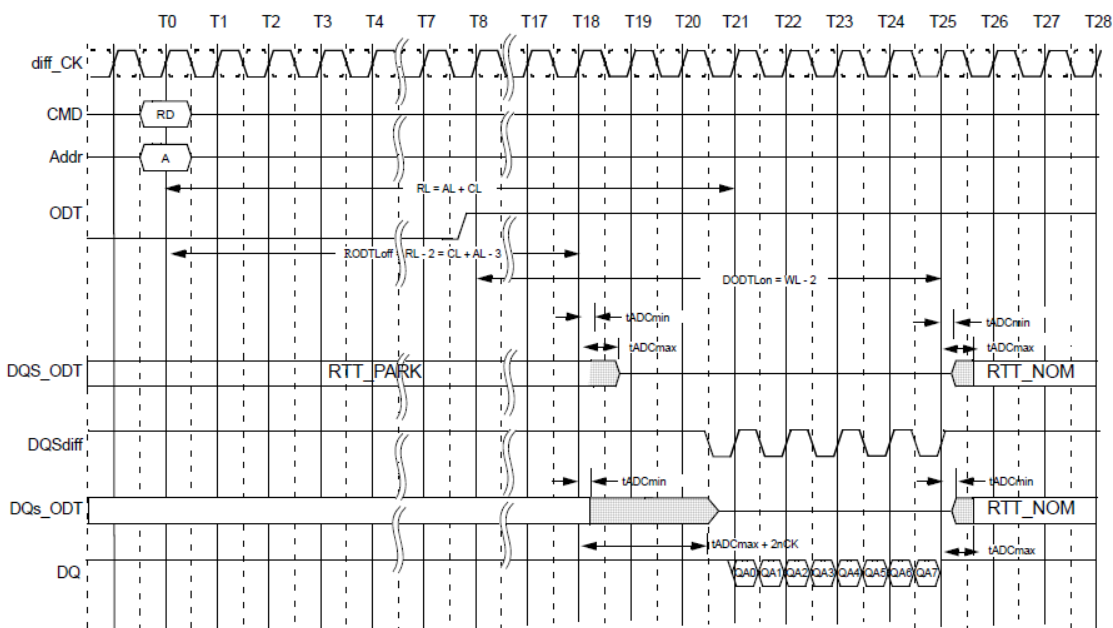 T0 T1 T2 T3 T4 T7 T8 T17 T18 T19 T20 T21 T22 T23 T24 T25 T26 T27 T28
diff_CK
CMD RD
Addr A
RL = AL + CL
ODT
RODTLoff RL - 2 = CL + AL - 3
DODTLon = WL - 2
tADCmin tADCmin
tADCmax tADCmax
DQS_ODT RTT_PARK RTT_NOM
DQSdiff
tADCmin tADCmin
DQs_ODT RTT_NOM
tADCmax + 2nCK tADCmax
DQ QA0 QA1 QA2 QA3 QA4 QA5 QA6 QA7